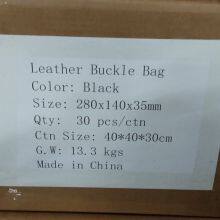 Leather Buckle Bag
Color: Black
Size: 280x140x35mm
Qty: 30 pcs/ctn
Ctn Size: 40*40*30cm
G.W: 13.3 kgs
Made in China